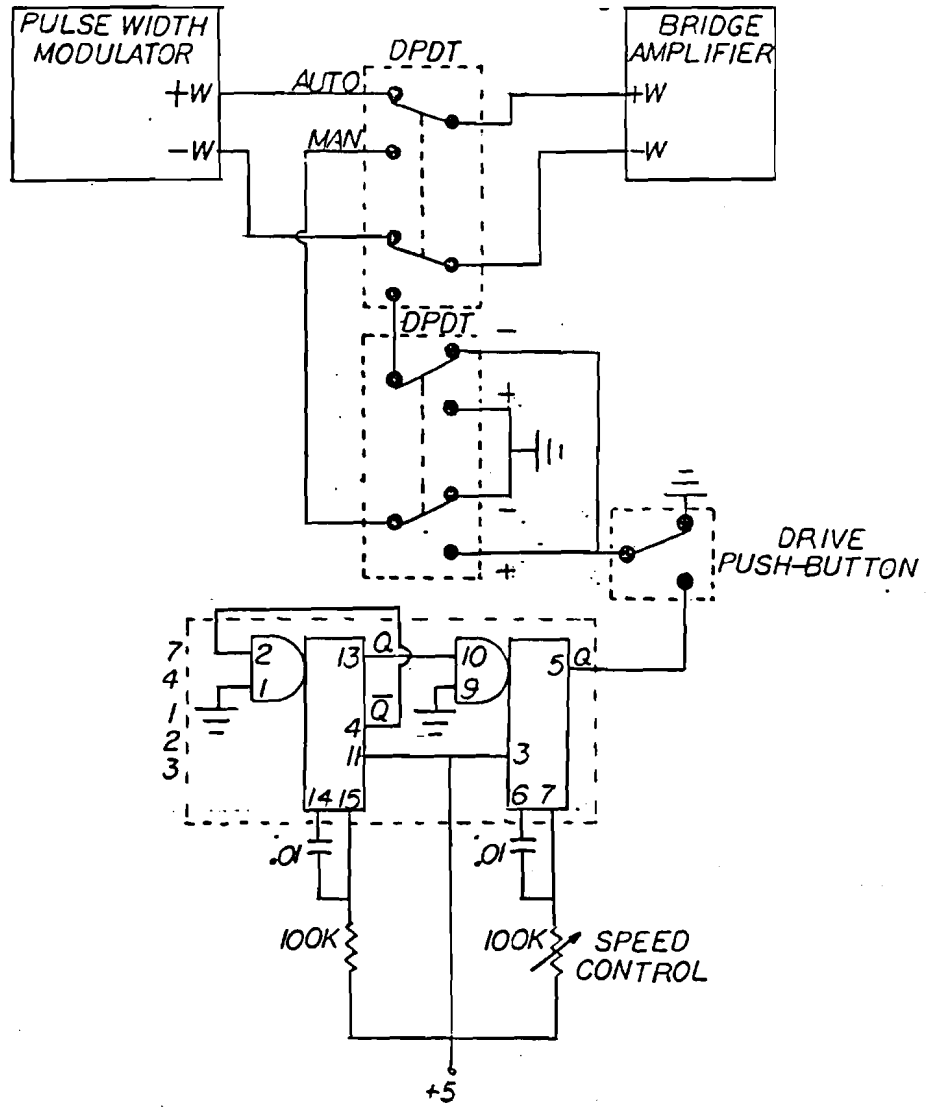 PULSE WIDTH
MODULATOR
+W
-W
AUTO
MAN
DPDT
BRIDGE
AMPLIFIER
+W
-W
DPDT
-
+
-
+
DRIVE
PUSH-BUTTON
7
4
1
2
3
2
1
13
Q
Q̅
4
11
14 15
10
9
5
Q
3
6 7
.01
.01
100K
100K
SPEED
CONTROL
+5